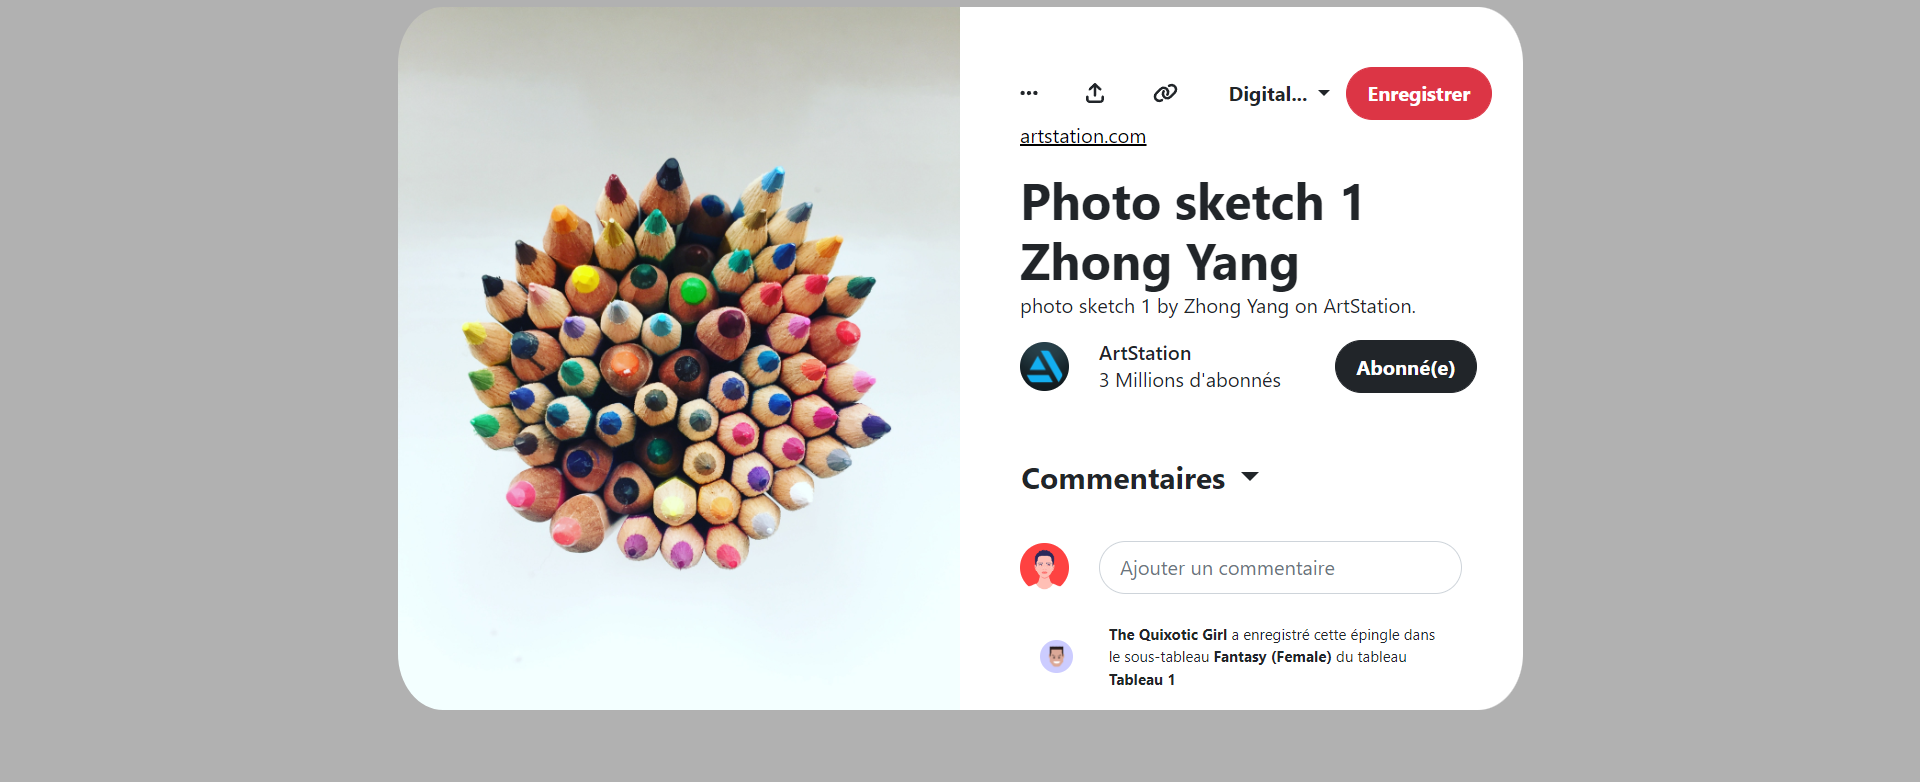 Digital... Enregistrer
artstation.com
Photo sketch 1
Zhong Yang
photo sketch 1 by Zhong Yang on ArtStation.
ArtStation
3 Millions d'abonnés
Abonné(e)
Commentaires
Ajouter un commentaire
The Quixotic Girl a enregistré cette épingle dans
le sous-tableau Fantasy (Female) du tableau
Tableau 1